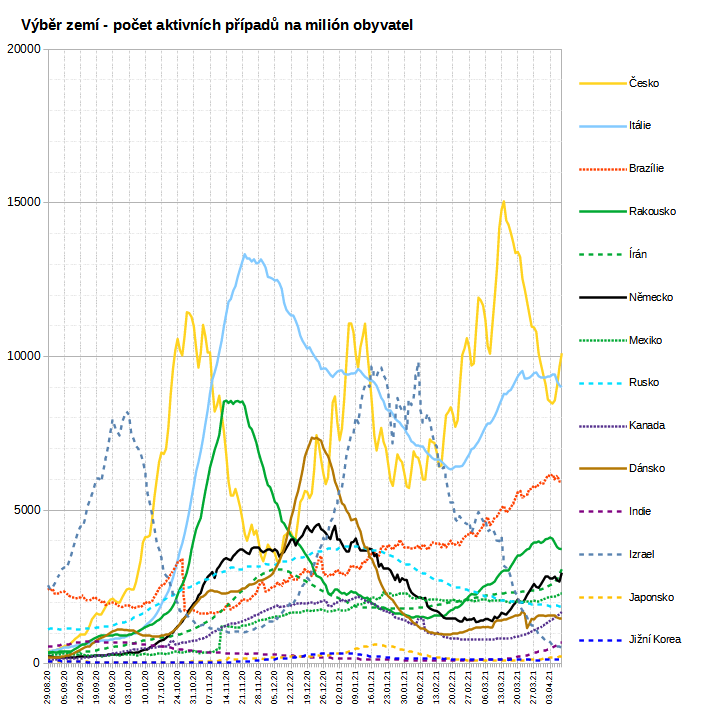 Výběr zemí - počet aktivních případů na milión obyvatel
20000
15000
10000
5000
0
29.08.20
05.09.20
12.09.20
19.09.20
26.09.20
03.10.20
10.10.20
17.10.20
24.10.20
31.10.20
07.11.20
14.11.20
21.11.20
28.11.20
05.12.20
12.12.20
19.12.20
26.12.20
02.01.21
09.01.21
16.01.21
23.01.21
30.01.21
06.02.21
13.02.21
20.02.21
27.02.21
06.03.21
13.03.21
20.03.21
27.03.21
03.04.21
Česko
Itálie
Brazílie
Rakousko
Írán
Německo
Mexiko
Rusko
Kanada
Dánsko
Indie
Izrael
Japonsko
Jižní Korea